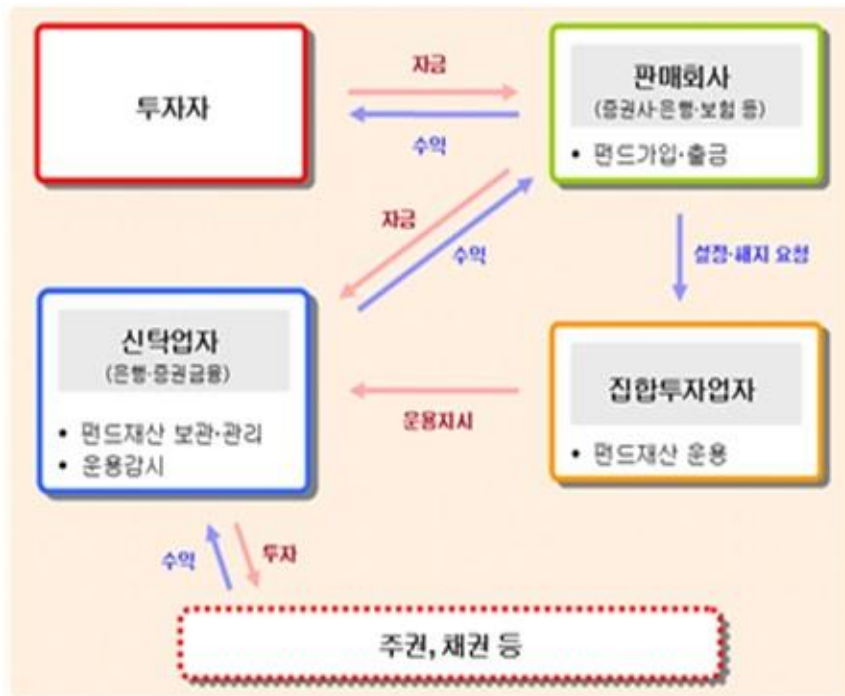 투자자
자금
수익
판매회사
(증권사·은행·보험 등)
• 펀드가입·출금
자금
수익
설정·해지 요청
신탁업자
(은행·증권금융)
• 펀드재산 보관·관리
• 운용감시
운용지시
집합투자업자
• 펀드재산 운용
수익
투자
주권, 채권 등